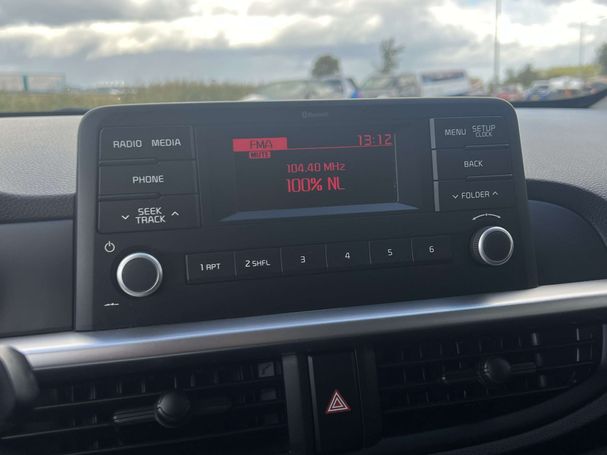 Bluetooth
RADIO MEDIA
FMA 13:12
MENU SETUP
CLOCK
MUTE
PHONE
104.40 MHz
BACK
100% NL
SEEK
TRACK
FOLDER
1 RPT 2 SHFL 3 4 5 6